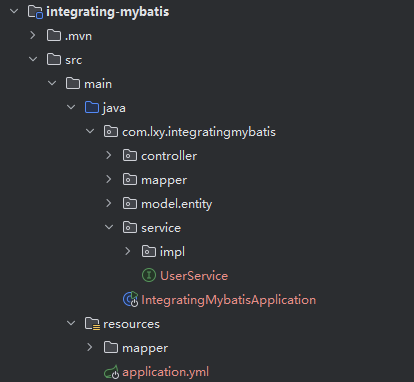 integrating-mybatis
.mvn
src
main
java
com.lxy.integratingmybatis
controller
mapper
model.entity
service
impl
UserService
IntegratingMybatisApplication
resources
mapper
application.yml